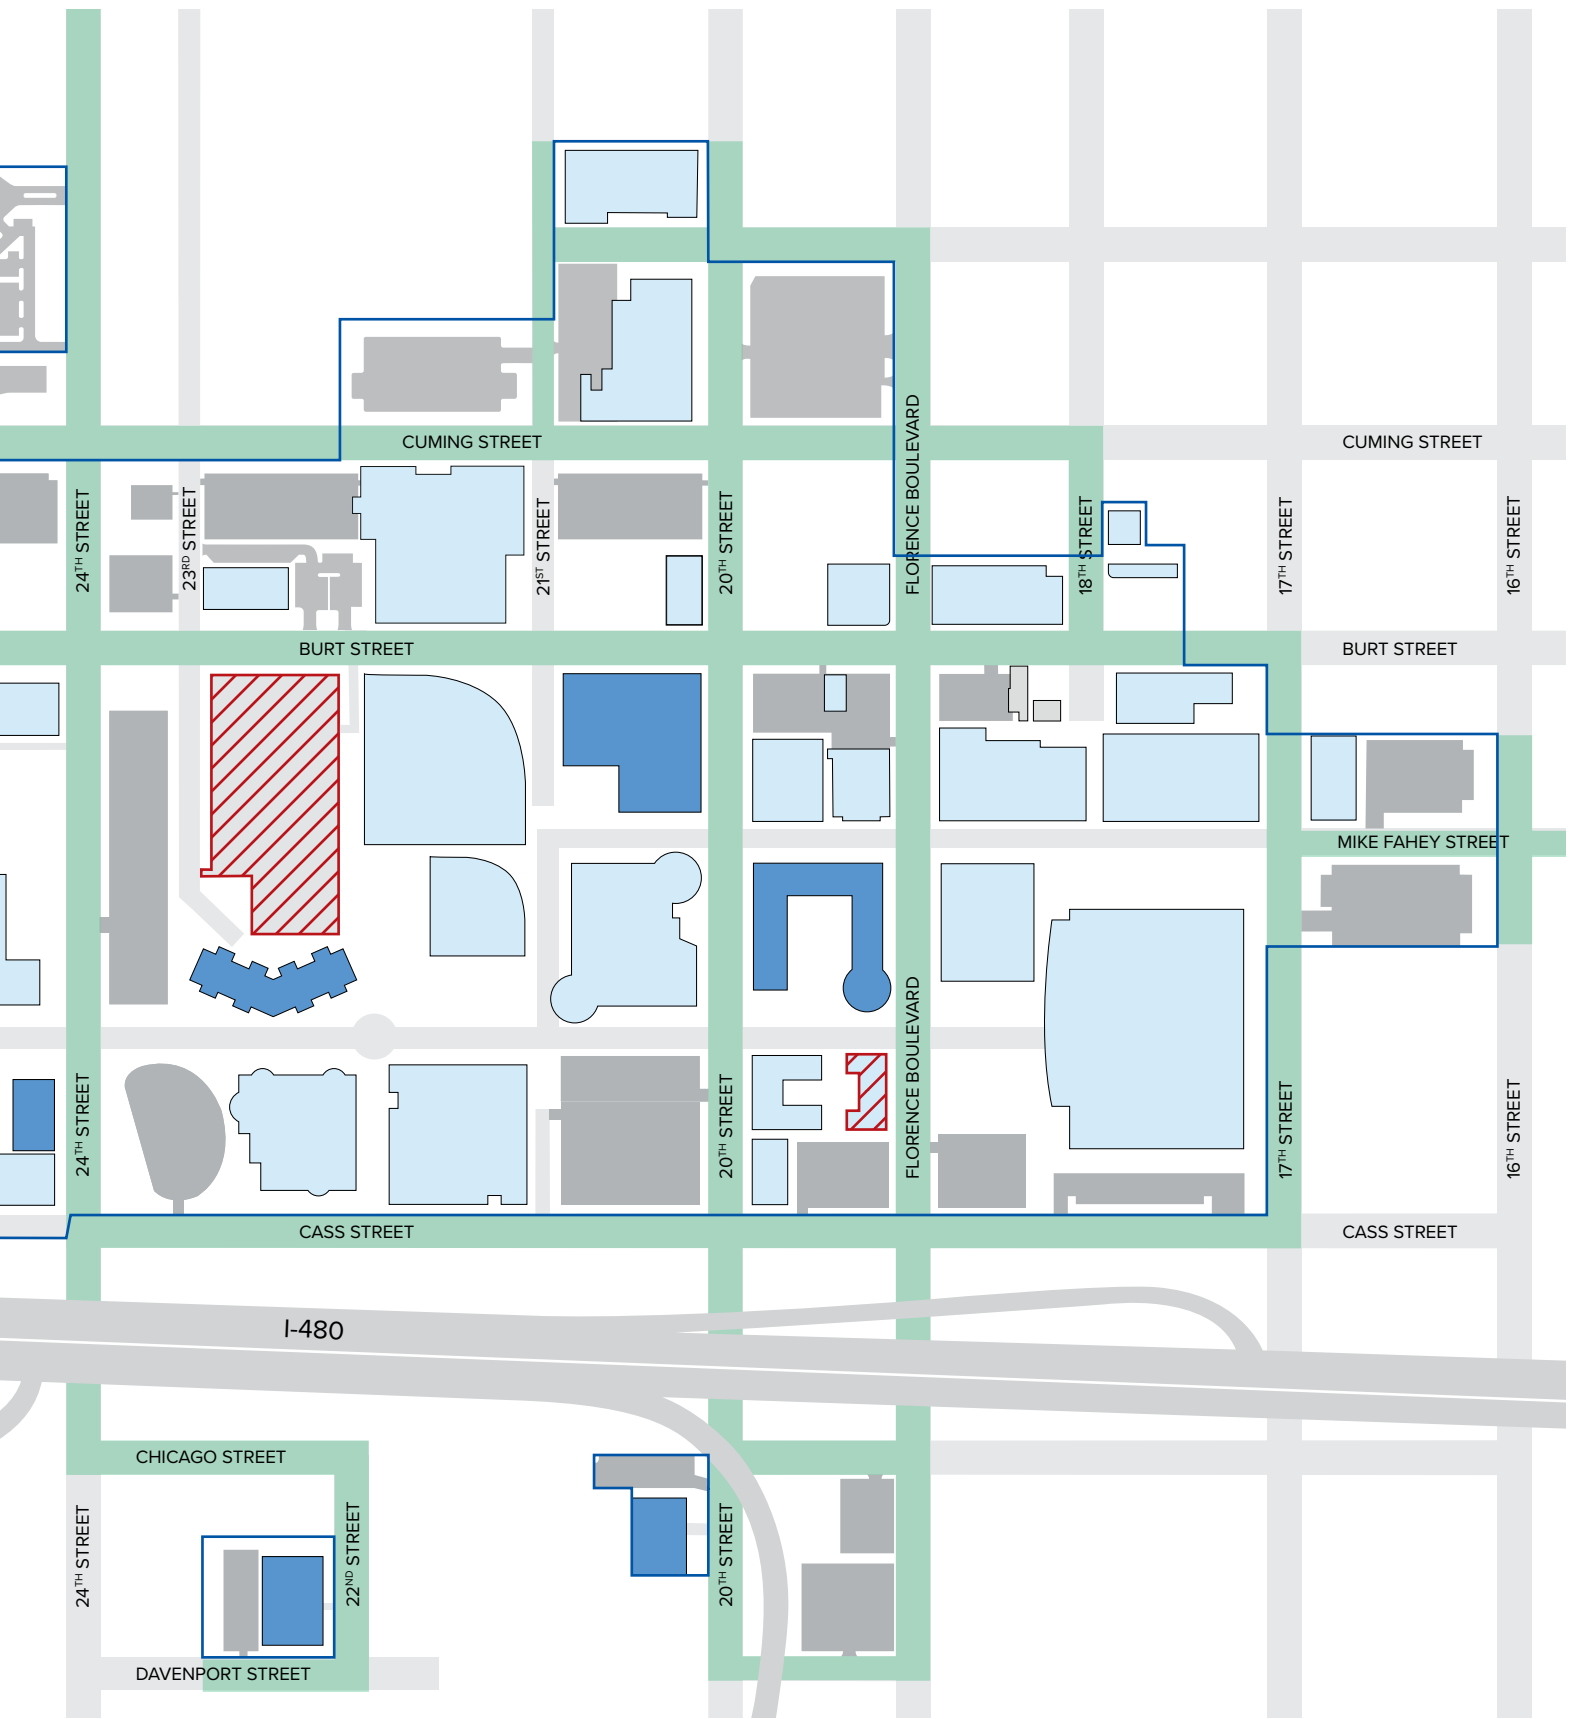 CUMING STREET
CUMING STREET
FLORENCE BOULEVARD
24TH STREET
23RD STREET
21ST STREET
20TH STREET
18TH STREET
17TH STREET
16TH STREET
BURT STREET
BURT STREET
MIKE FAHEY STREET
FLORENCE BOULEVARD
24TH STREET
20TH STREET
17TH STREET
16TH STREET
CASS STREET
CASS STREET
I-480
CHICAGO STREET
24TH STREET
22ND STREET
20TH STREET
DAVENPORT STREET